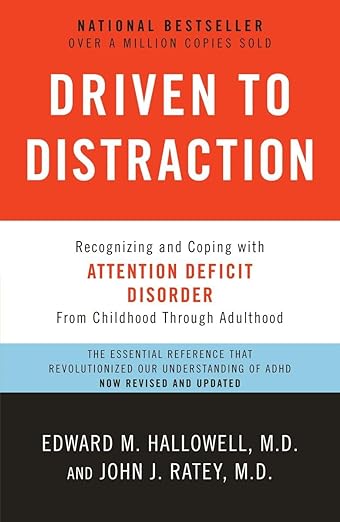 NATIONAL BESTSELLER
OVER A MILLION COPIES SOLD
DRIVEN TO
DISTRACTION
Recognizing and Coping with
ATTENTION DEFICIT
DISORDER
From Childhood Through Adulthood
THE ESSENTIAL REFERENCE THAT
REVOLUTIONIZED OUR UNDERSTANDING OF ADHD
NOW REVISED AND UPDATED
EDWARD M. HALLOWELL, M.D.
AND JOHN J. RATEY, M.D.